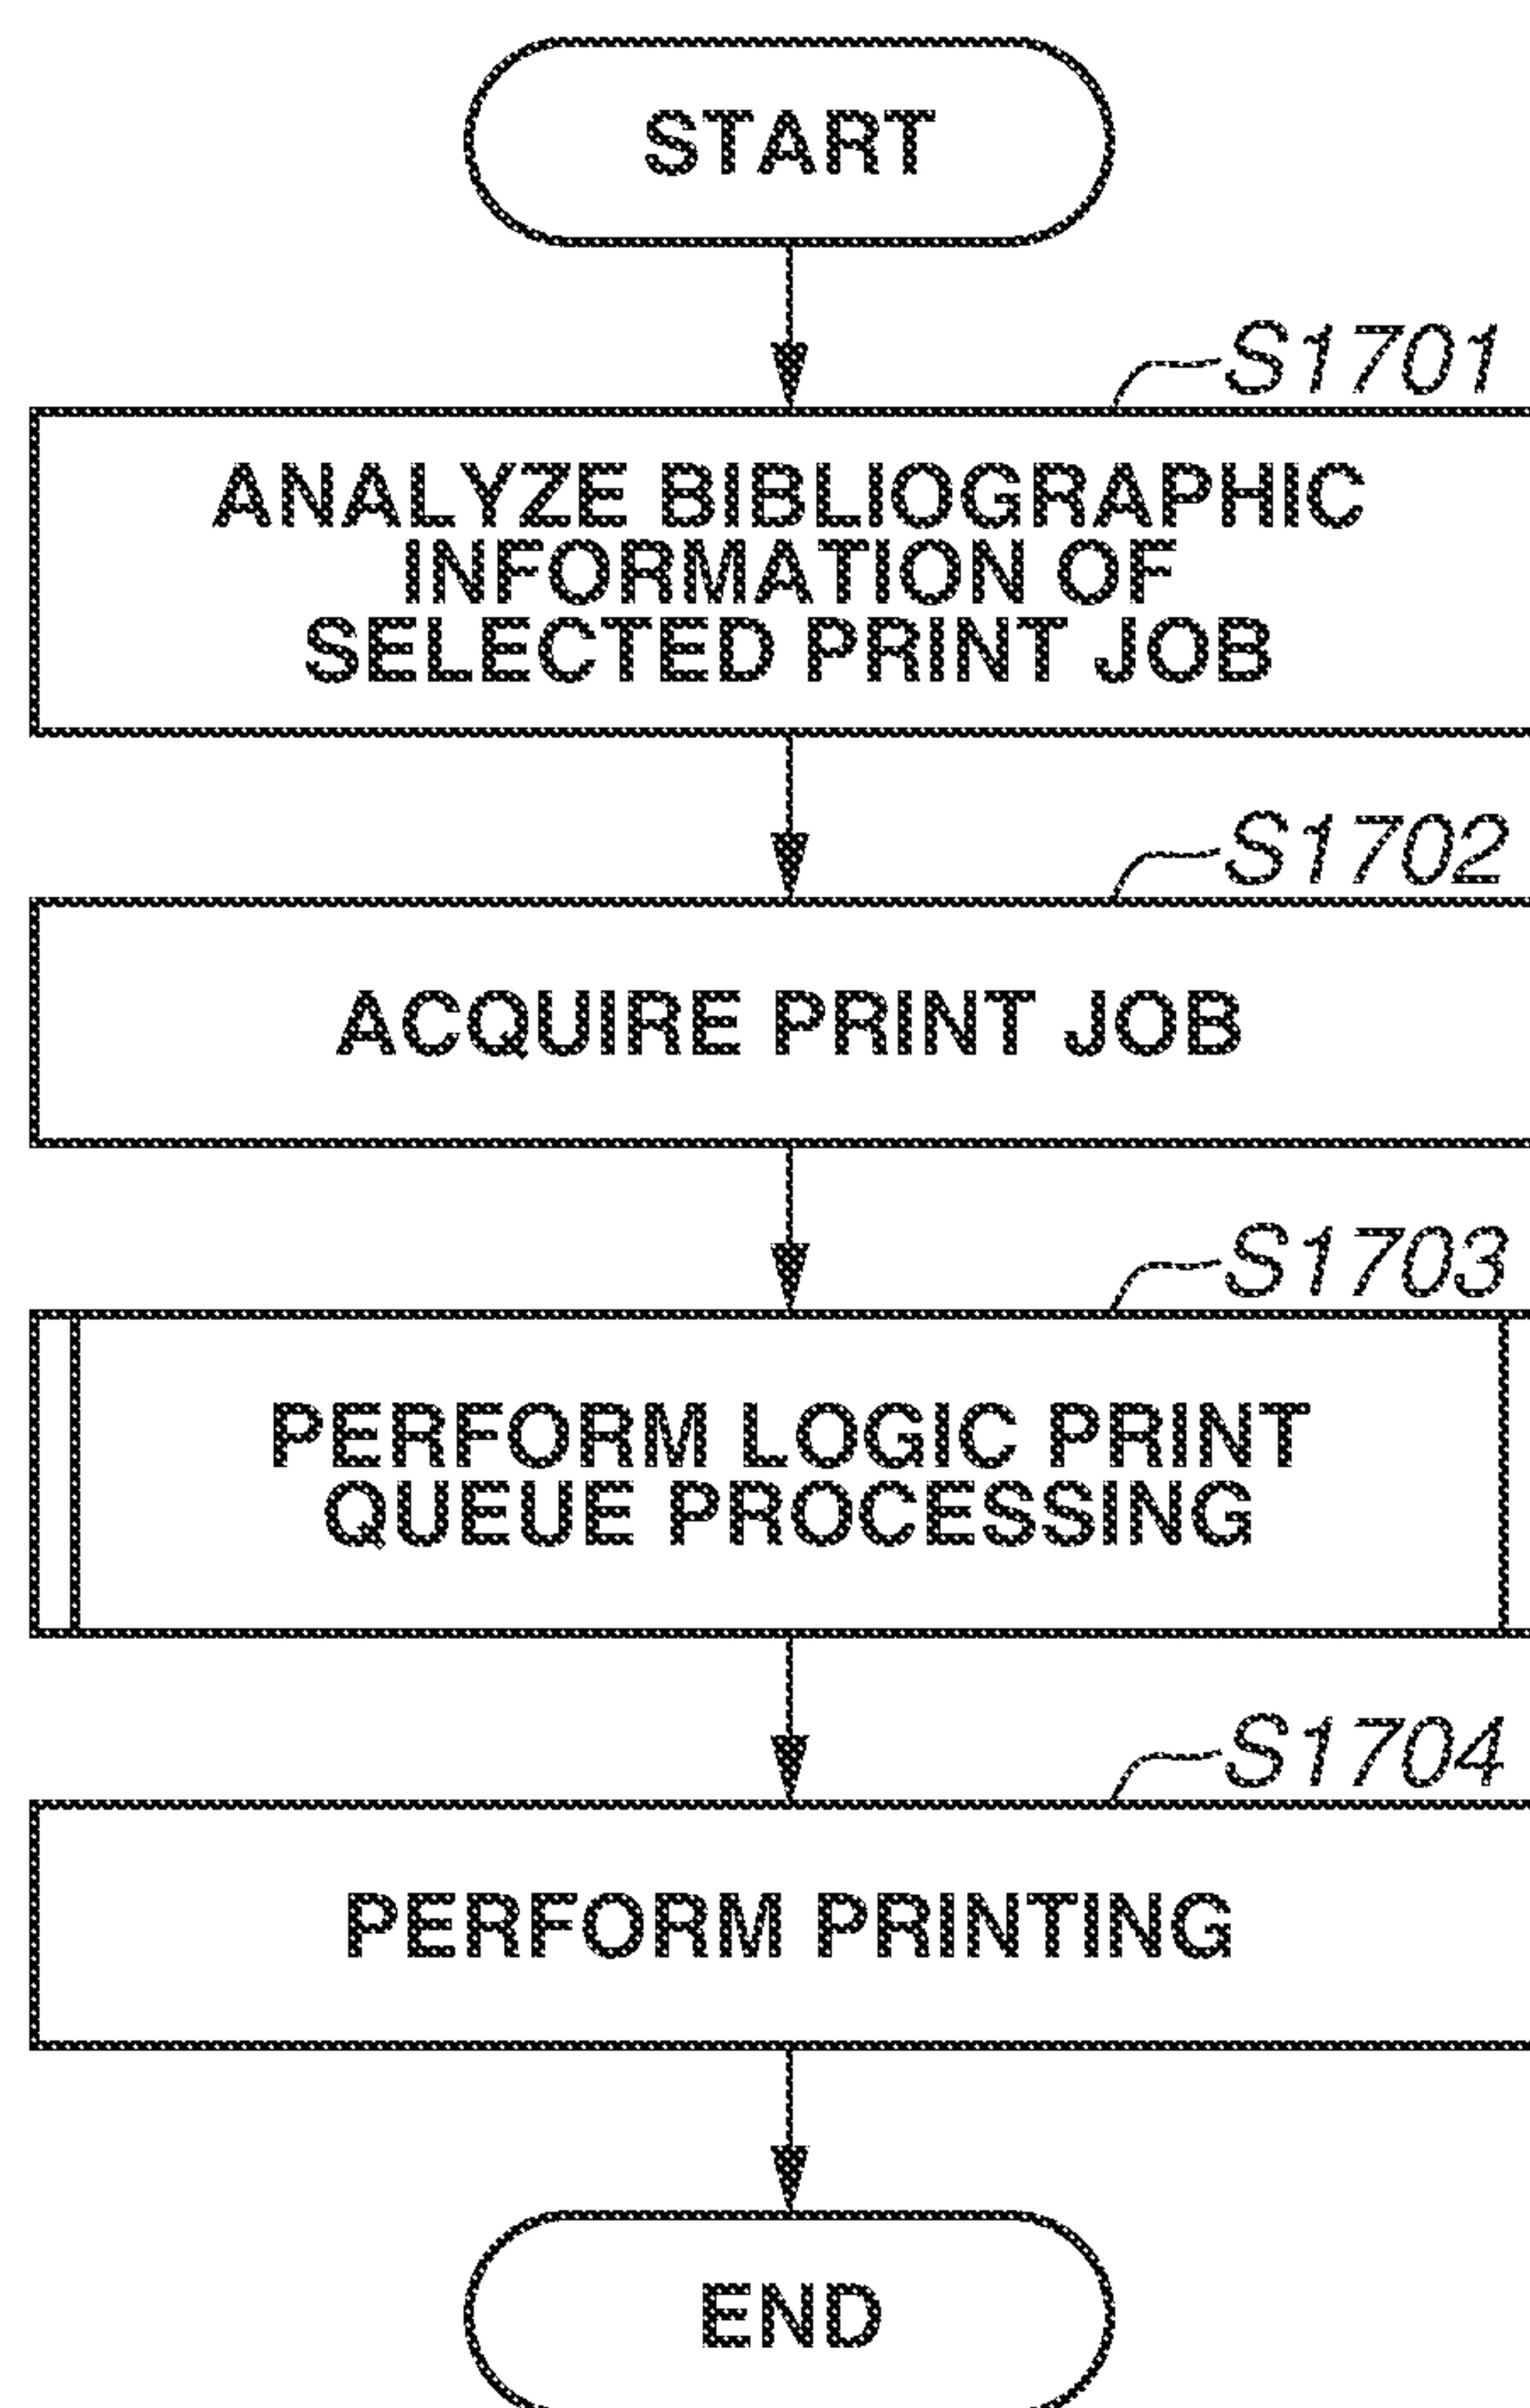 START
S1701
ANALYZE BIBLIOGRAPHIC
INFORMATION OF
SELECTED PRINT JOB
S1702
ACQUIRE PRINT JOB
S1703
PERFORM LOGIC PRINT
QUEUE PROCESSING
S1704
PERFORM PRINTING
END